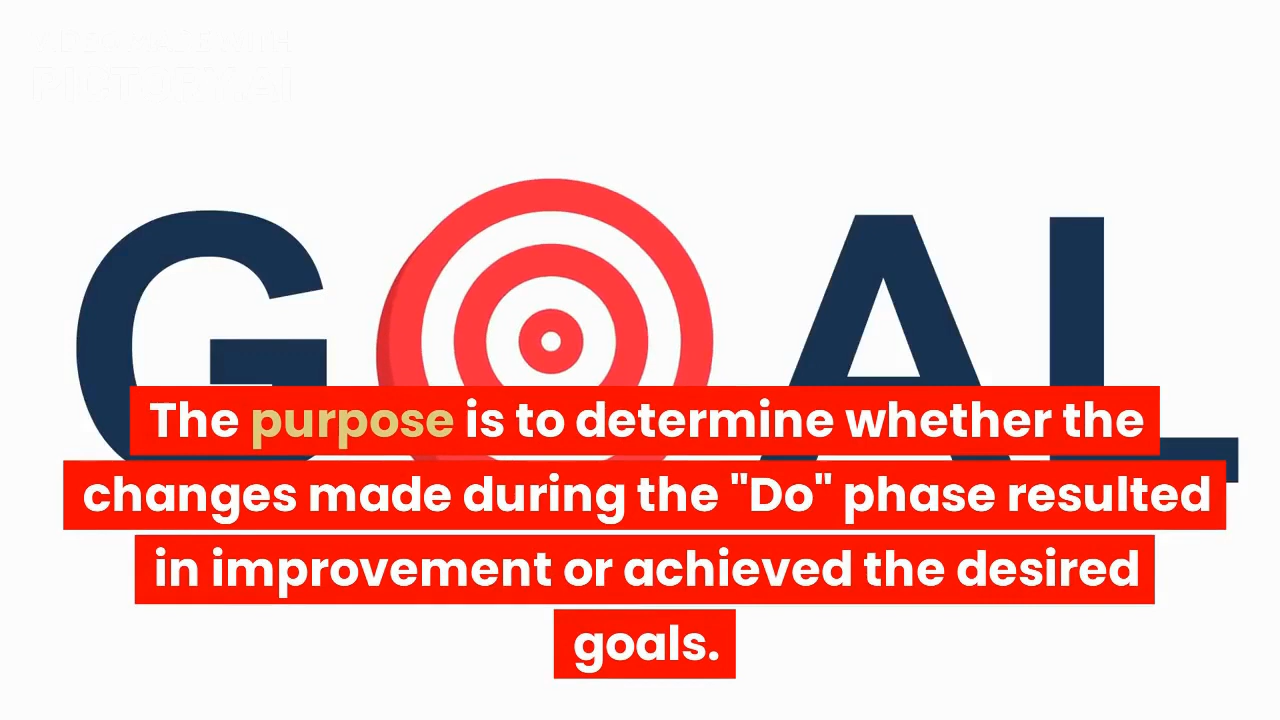 GOAL
The purpose is to determine whether the
changes made during the "Do" phase resulted
in improvement or achieved the desired
goals.